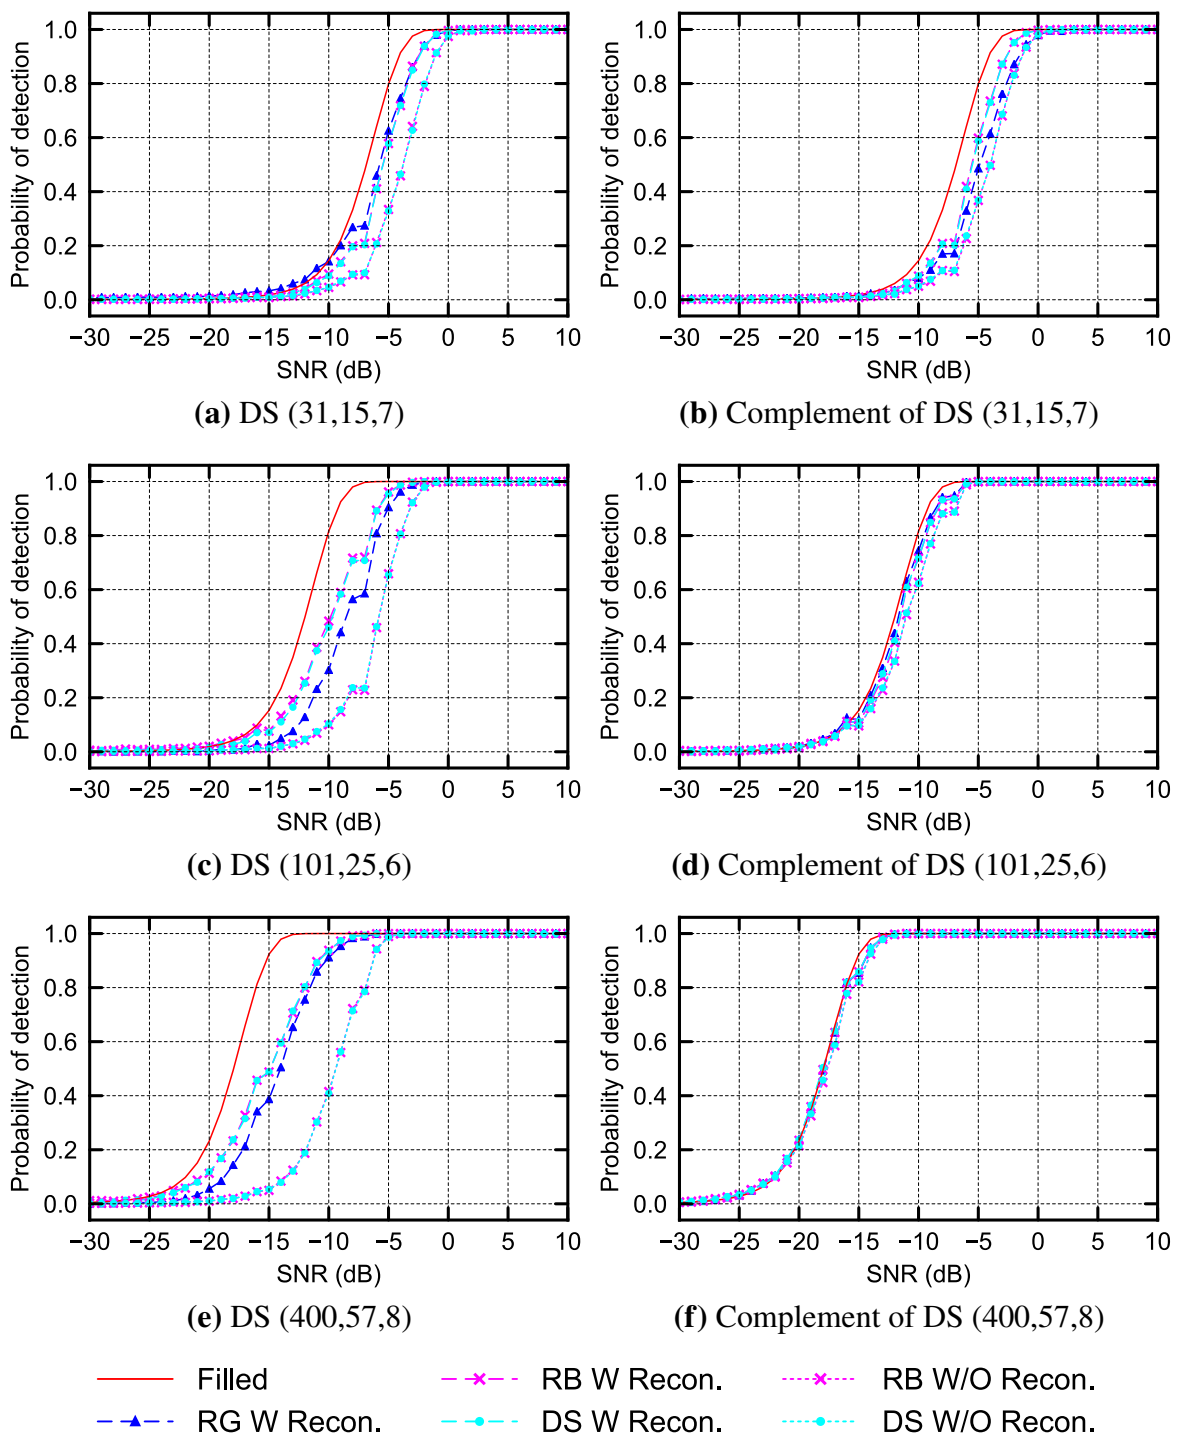 1.0
0.8
0.6
0.4
0.2
0.0
Probability of detection
−30 −25 −20 −15 −10 −5 0 5 10
SNR (dB)
(a) DS (31,15,7)
1.0
0.8
0.6
0.4
0.2
0.0
Probability of detection
−30 −25 −20 −15 −10 −5 0 5 10
SNR (dB)
(b) Complement of DS (31,15,7)
1.0
0.8
0.6
0.4
0.2
0.0
Probability of detection
−30 −25 −20 −15 −10 −5 0 5 10
SNR (dB)
(c) DS (101,25,6)
1.0
0.8
0.6
0.4
0.2
0.0
Probability of detection
−30 −25 −20 −15 −10 −5 0 5 10
SNR (dB)
(d) Complement of DS (101,25,6)
1.0
0.8
0.6
0.4
0.2
0.0
Probability of detection
−30 −25 −20 −15 −10 −5 0 5 10
SNR (dB)
(e) DS (400,57,8)
1.0
0.8
0.6
0.4
0.2
0.0
Probability of detection
−30 −25 −20 −15 −10 −5 0 5 10
SNR (dB)
(f) Complement of DS (400,57,8)
Filled RB W Recon. RB W/O Recon.
RG W Recon. DS W Recon. DS W/O Recon.